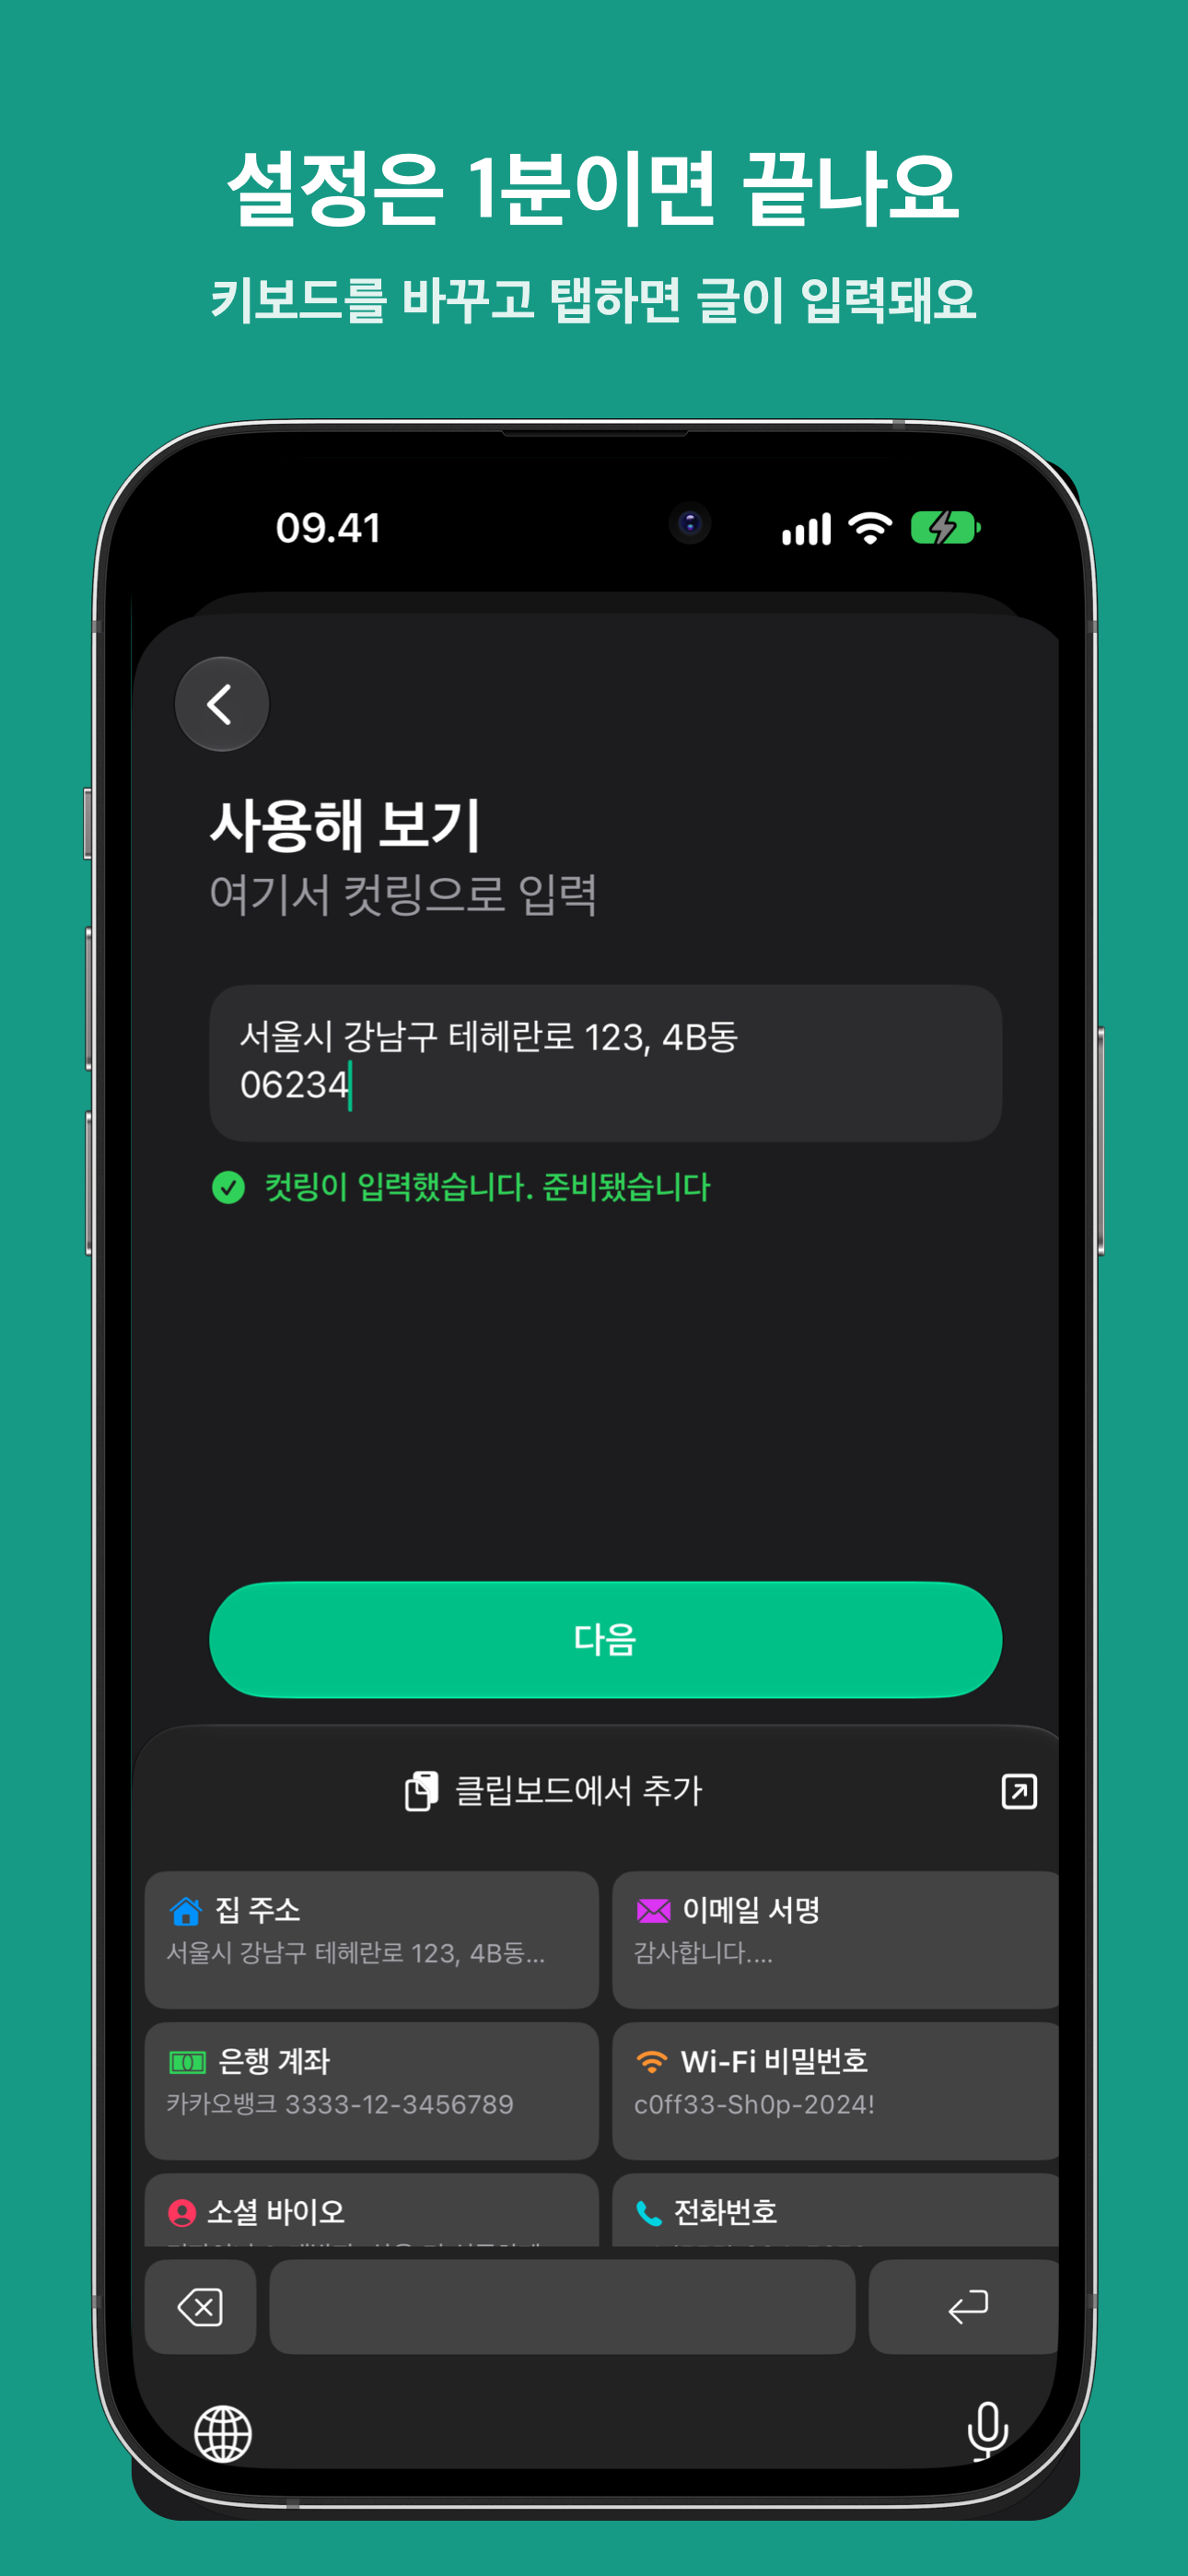 설정은 1분이면 끝나요
키보드를 바꾸고 탭하면 글이 입력돼요
09.41
사용해 보기
여기서 컷링으로 입력
서울시 강남구 테헤란로 123, 4B동
06234
컷링이 입력했습니다. 준비됐습니다
다음
클립보드에서 추가
집 주소
서울시 강남구 테헤란로 123, 4B동...
이메일 서명
감사합니다....
은행 계좌
카카오뱅크 3333-12-3456789
Wi-Fi 비밀번호
c0ff33-Sh0p-2024!
소셜 바이오
전화번호